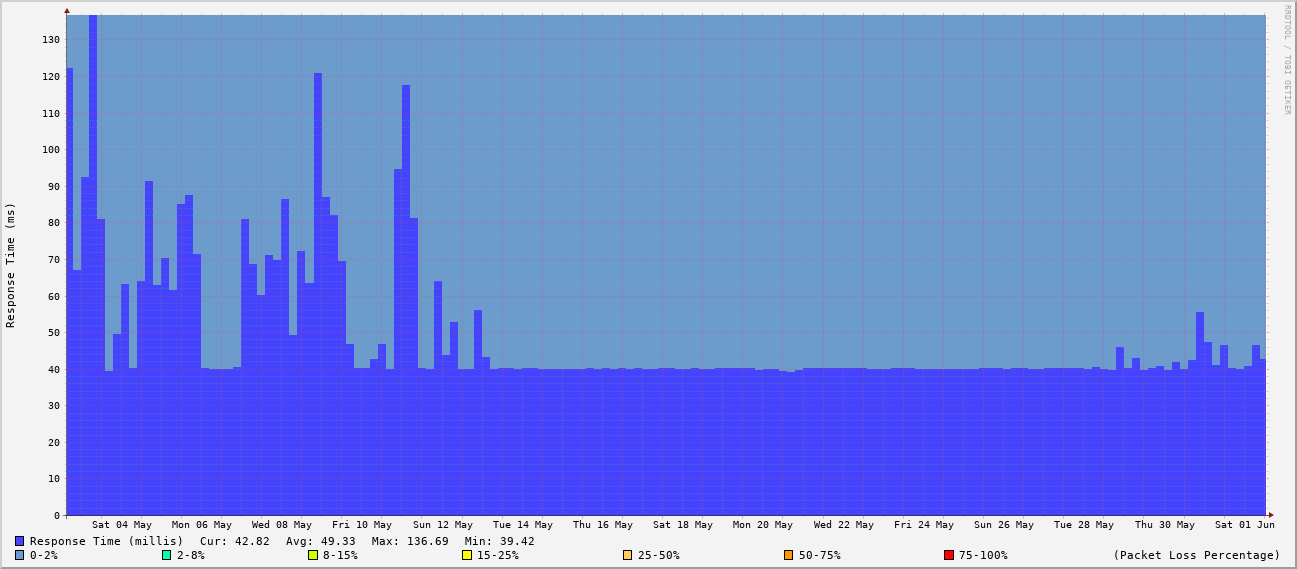 RRDTOOL / TOBI OETIKER
Response Time (ms)
130
120
110
100
90
80
70
60
50
40
30
20
10
0
Sat 04 May Mon 06 May Wed 08 May Fri 10 May Sun 12 May Tue 14 May Thu 16 May Sat 18 May Mon 20 May Wed 22 May Fri 24 May Sun 26 May Tue 28 May Thu 30 May Sat 01 Jun
Response Time (millis) Cur: 42.82 Avg: 49.33 Max: 136.69 Min: 39.42
0-2% 2-8% 8-15% 15-25% 25-50% 50-75% 75-100% (Packet Loss Percentage)